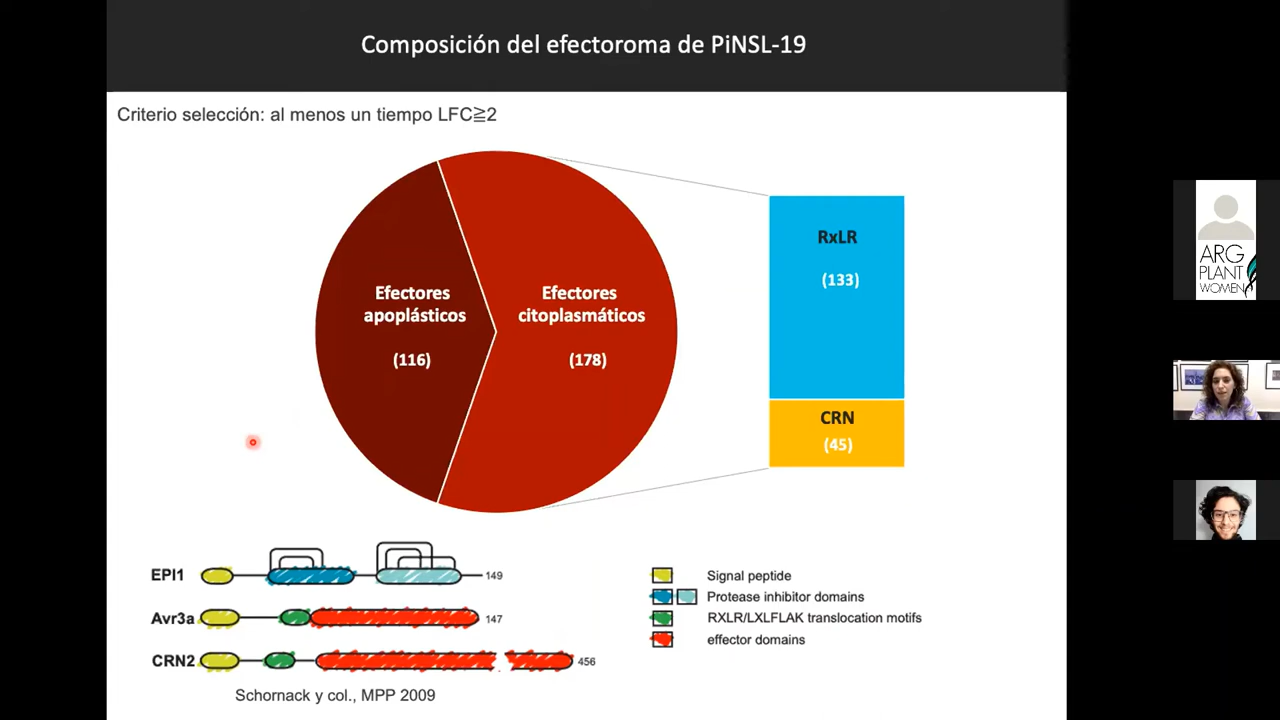 Composición del efectoroma de PiNSL-19
Criterio selección: al menos un tiempo LFC≧2
Efectores
apoplásticos
(116)
Efectores
citoplasmáticos
(178)
RxLR
(133)
CRN
(45)
EPI1
149
Avr3a
147
CRN2
456
Signal peptide
Protease inhibitor domains
RXLR/LXLFLAK translocation motifs
effector domains
Schornack y col., MPP 2009
ARG
PLANT
WOMEN